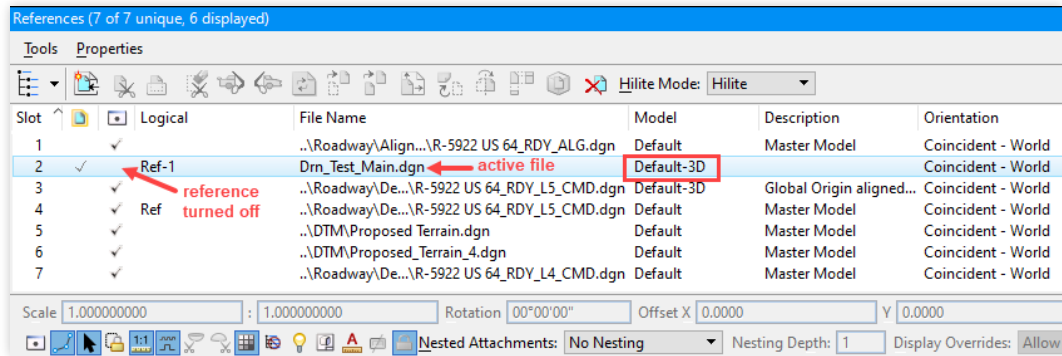 References (7 of 7 unique, 6 displayed)
Tools Properties
Hilite Mode: Hilite
Slot Logical File Name Model Description Orientation
1 ..\Roadway\Align...\R-5922 US 64_RDY_ALG.dgn Default Master Model Coincident - World
2 Ref-1 Drn_Test_Main.dgn active file Default-3D Coincident - World
3 reference ..\Roadway\De...\R-5922 US 64_RDY_L5_CMD.dgn Default-3D Global Origin aligned... Coincident - World
4 Ref turned off ..\Roadway\De...\R-5922 US 64_RDY_L5_CMD.dgn Default Master Model Coincident - World
5 ..\DTM\Proposed Terrain.dgn Default Master Model Coincident - World
6 ..\DTM\Proposed_Terrain_4.dgn Default Master Model Coincident - World
7 ..\Roadway\De...\R-5922 US 64_RDY_L4_CMD.dgn Default Master Model Coincident - World
Scale 1.000000000 : 1.000000000 Rotation 00°00'00" Offset X 0.0000 Y 0.0000
1:1 A Nested Attachments: No Nesting Nesting Depth: 1 Display Overrides: Allow